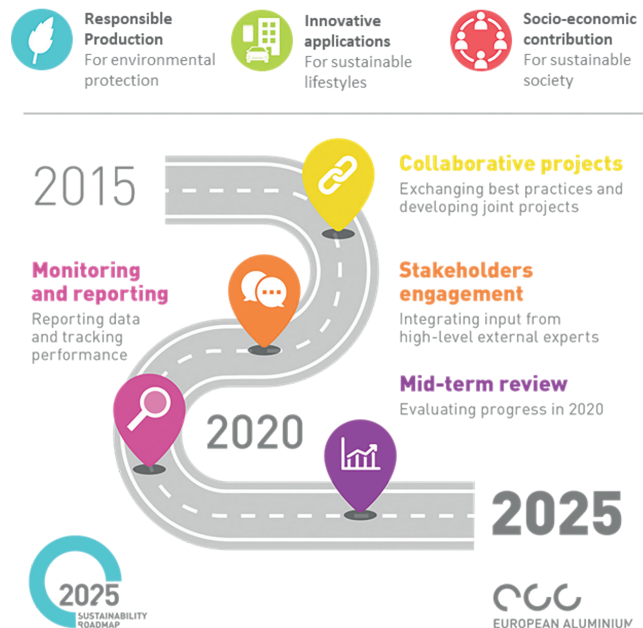 Responsible
Production
For environmental
protection
Innovative
applications
For sustainable
lifestyles
Socio-economic
contribution
For sustainable
society
2015
Collaborative projects
Exchanging best practices and
developing joint projects
Monitoring
and reporting
Reporting data
and tracking
performance
Stakeholders
engagement
Integrating input from
high-level external experts
Mid-term review
Evaluating progress in 2020
2020
2025
2025
SUSTAINABILITY
ROADMAP
EUROPEAN ALUMINIUM